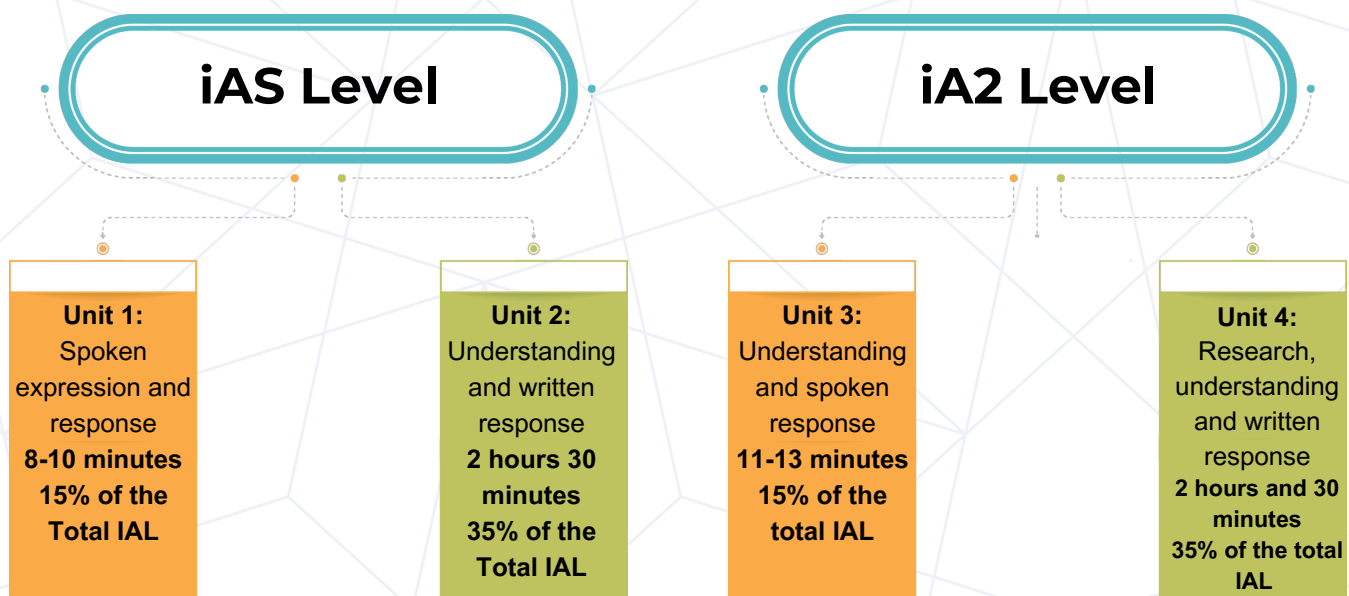 iAS Level
iA2 Level
Unit 1:
Spoken
expression and
response
8-10 minutes
15% of the
Total IAL
Unit 2:
Understanding
and written
response
2 hours 30
minutes
35% of the
Total IAL
Unit 3:
Understanding
and spoken
response
11-13 minutes
15% of the
total IAL
Unit 4:
Research,
understanding
and written
response
2 hours and 30
minutes
35% of the total
IAL